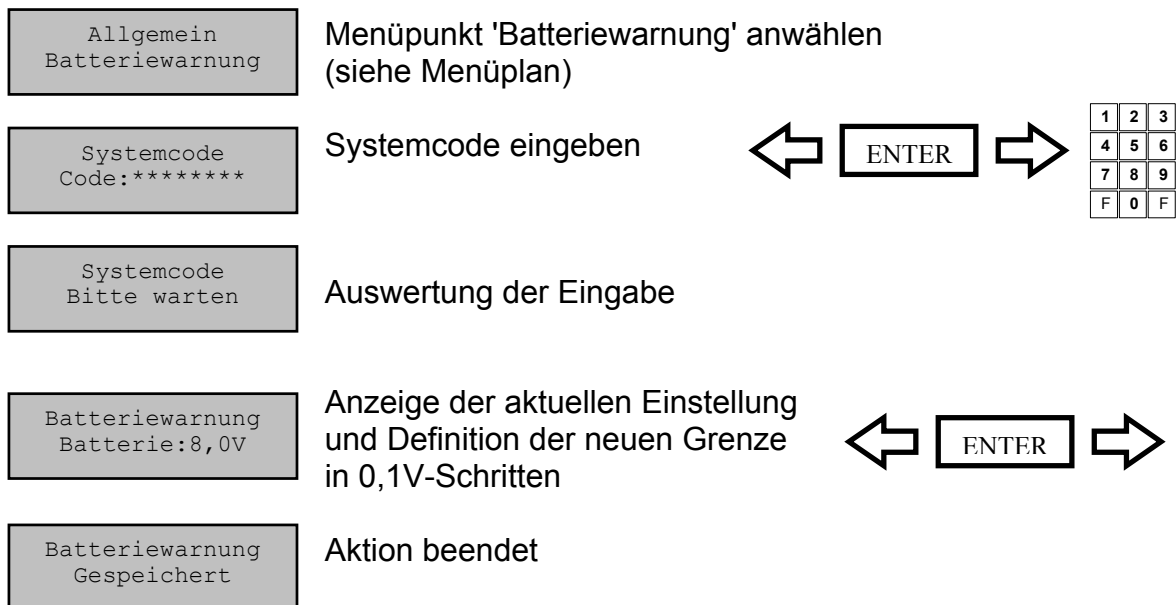 Allgemein
Batteriewarnung
Menüpunkt 'Batteriewarnung' anwählen
(siehe Menüplan)
Systemcode
Code:********
Systemcode eingeben
ENTER
1 2 3
4 5 6
7 8 9
F 0 F
Systemcode
Bitte warten
Auswertung der Eingabe
Batteriewarnung
Batterie:8,0V
Anzeige der aktuellen Einstellung
und Definition der neuen Grenze
in 0,1V-Schritten
ENTER
Batteriewarnung
Gespeichert
Aktion beendet